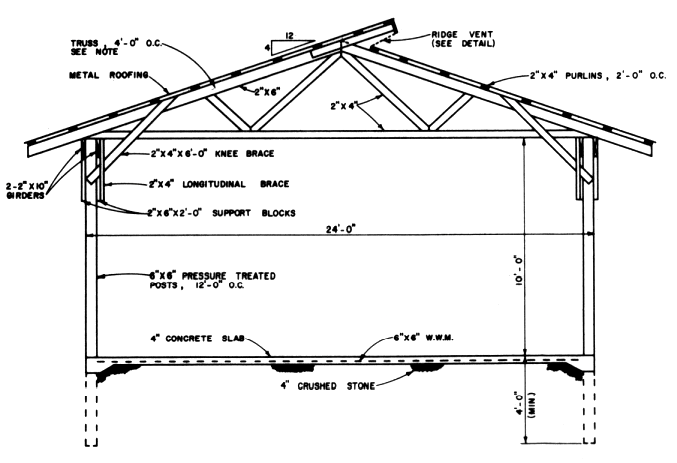 12
4
RIDGE VENT
(SEE DETAIL)
TRUSS, 4'-0" O.C.
SEE NOTE
METAL ROOFING
2"X6"
2"X4"
2"X4" PURLINS, 2'-0" O.C.
2"X4"X6'-0" KNEE BRACE
2-2"X10"
GIRDERS
2"X4" LONGITUDINAL BRACE
2"X6"X2'-0" SUPPORT BLOCKS
24'-0"
10'-0"
6"X6" PRESSURE TREATED
POSTS, 12'-0" O.C.
4" CONCRETE SLAB
6"X6" W.W.M.
4" CRUSHED STONE
4'-0"
(MIN)